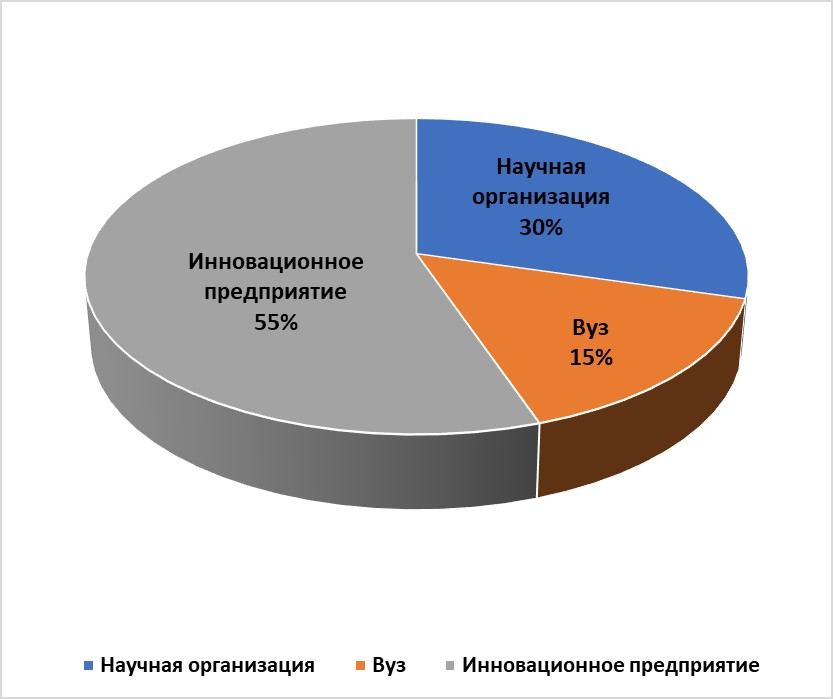 Научная
организация
30%
Инновационное
предприятие
55%
Вуз
15%
Научная организация Вуз Инновационное предприятие